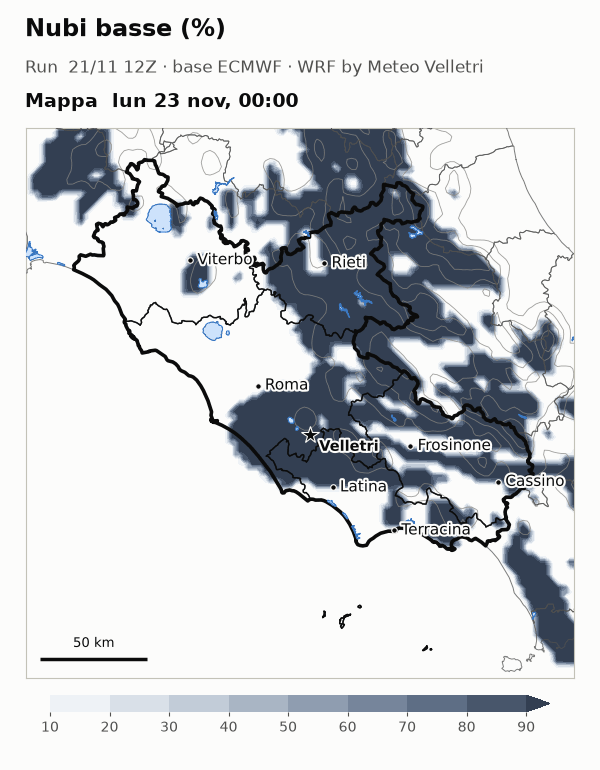 Nubi basse (%)
Run  21/11 12Z · base ECMWF · WRF by Meteo Velletri
Mappa  lun 23 nov, 00:00
Viterbo
Rieti
Roma
Velletri
Frosinone
Latina
Cassino
Terracina
50 km
10 20 30 40 50 60 70 80 90